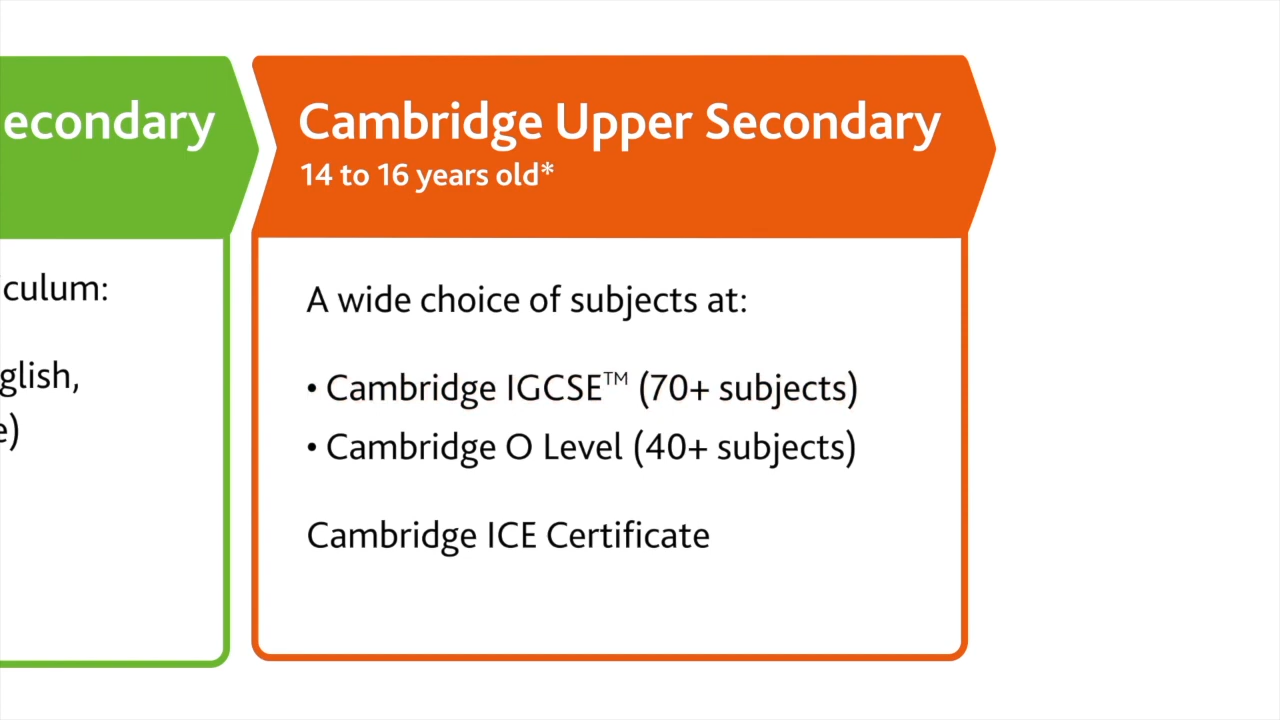 econdary
iculum:
glish,
e)
Cambridge Upper Secondary
14 to 16 years old*
A wide choice of subjects at:
• Cambridge IGCSE™ (70+ subjects)
• Cambridge O Level (40+ subjects)
Cambridge ICE Certificate